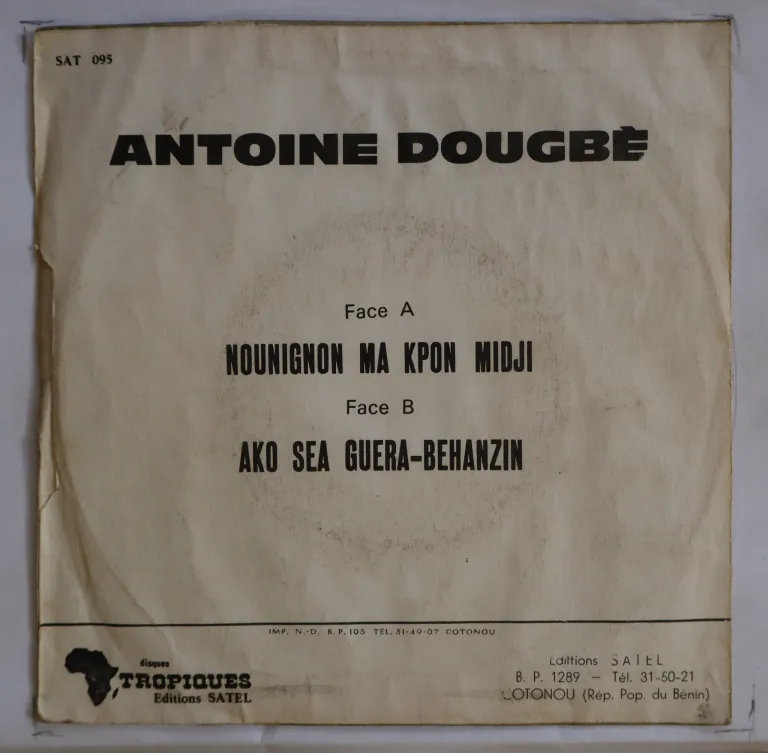 SAT 095
ANTOINE DOUGBÈ
Face A
NOUNIGNON MA KPON MIDJI
Face B
AKO SEA GUERA-BEHANZIN
IMP. N.-D. B. P. 105 TÉL. 31-40-07 COTONOU
disques
TROPIQUES
Editions SATEL
Edittions SATEL
B. P. 1289 — Tél. 31-50-21
COTONOU (Rép. Pop. du Bénin)